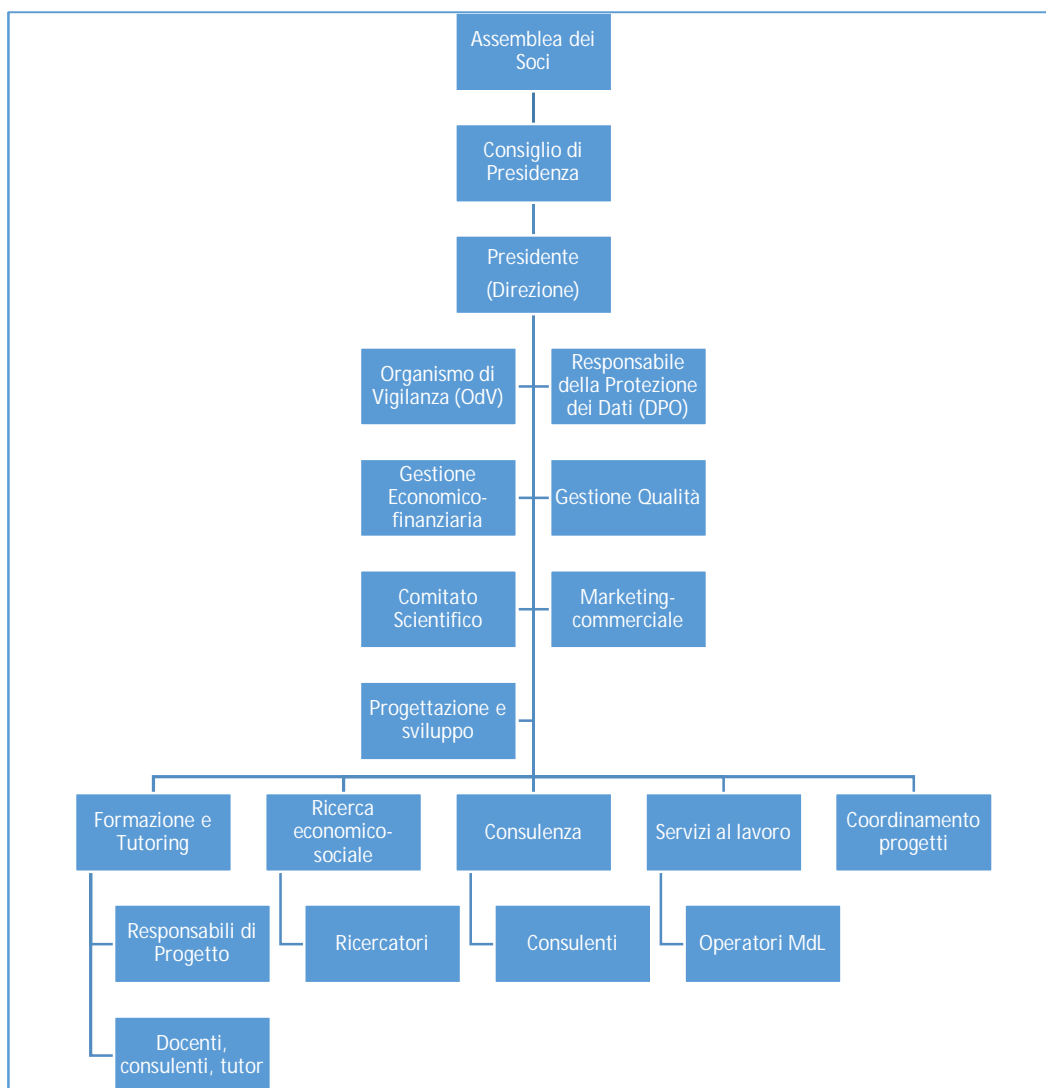 Assemblea dei
Soci
Consiglio di
Presidenza
Presidente
(Direzione)
Organismo di
Vigilanza (OdV)
Responsabile
della Protezione
dei Dati (DPO)
Gestione
Economico-
finanziaria
Gestione Qualità
Comitato
Scientifico
Marketing-
commerciale
Progettazione e
sviluppo
Formazione e
Tutoring
Ricerca
economico-
sociale
Consulenza
Servizi al lavoro
Coordinamento
progetti
Responsabili di
Progetto
Ricercatori
Consulenti
Operatori MdL
Docenti,
consulenti, tutor